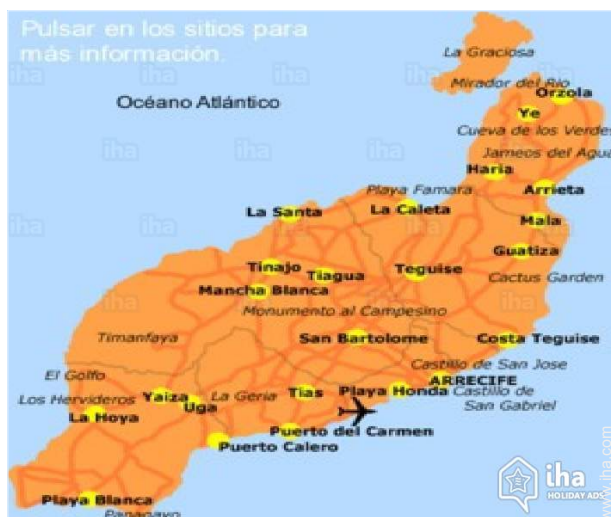 Pulsar en los sitios para
más información.
La Graciosa
Mirador del Rio
Orzola
Océano Atlántico
Ye
Cueva de los Verdes
Jameos del Agua
Haria
Playa Famara
Arrieta
La Santa
La Caleta
Mala
Guatiza
Tinajo
Tiagua
Teguise
Cactus Garden
Mancha Blanca
Monumento al Campesino
Timanfaya
San Bartolome
Costa Teguise
Castillo de San Jose
El Golfo
ARRECIFE
Los Hervideros
Yaiza
La Geria
Tias
Playa Honda
Castillo de
San Gabriel
Uga
La Hoya
Puerto del Carmen
Puerto Calero
Playa Blanca
Papagayo
iha
HOLIDAY ADS
www.iha.com